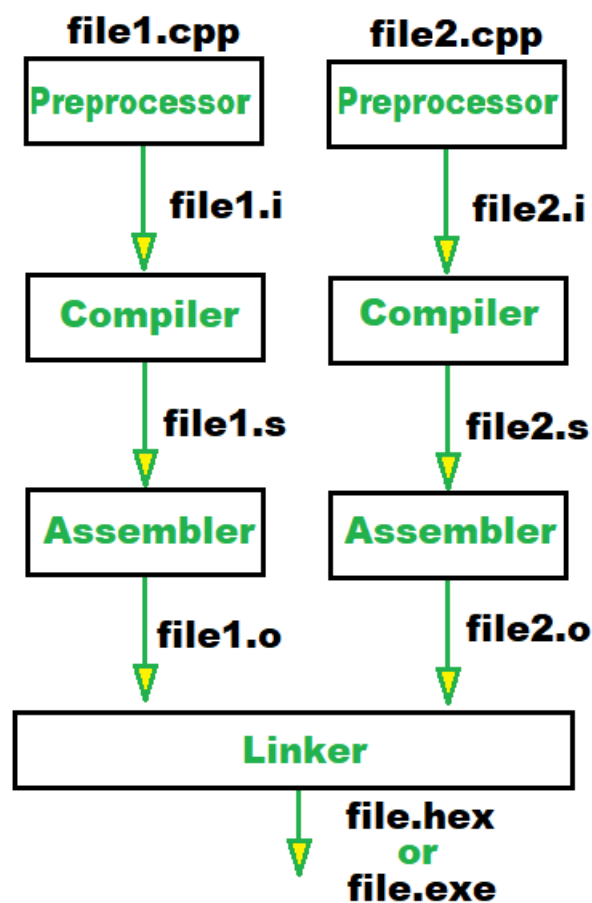 file1.cpp
file2.cpp
Preprocessor
Preprocessor
file1.i
file2.i
Compiler
Compiler
file1.s
file2.s
Assembler
Assembler
file1.o
file2.o
Linker
file.hex
or
file.exe